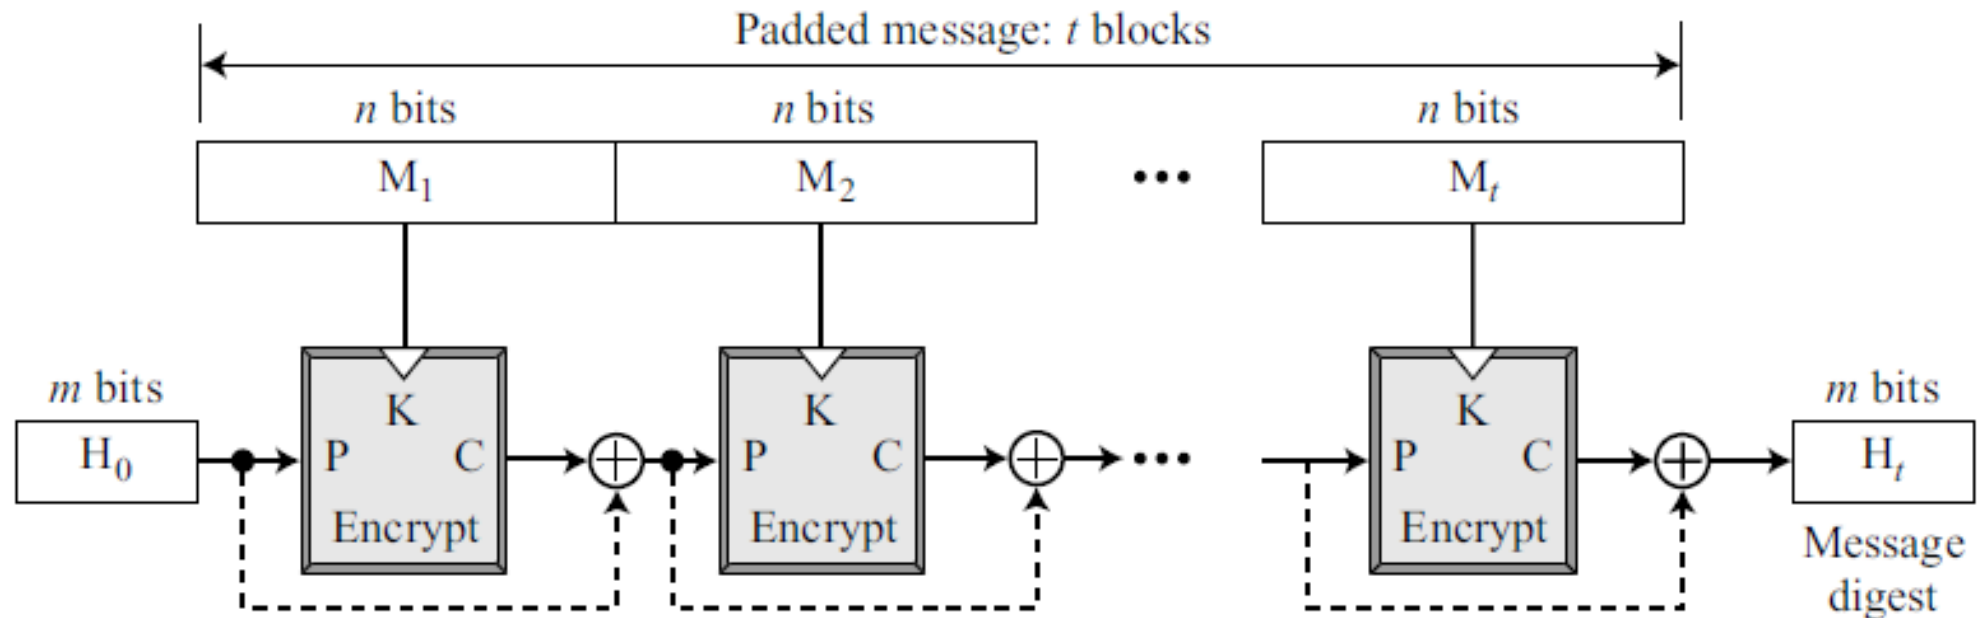 Padded message: t blocks
n bits n bits n bits
M₁ M₂ ••• Mₜ
m bits K K K m bits
H₀ P C P C ••• P C Hₜ
Encrypt Encrypt Encrypt Message
digest